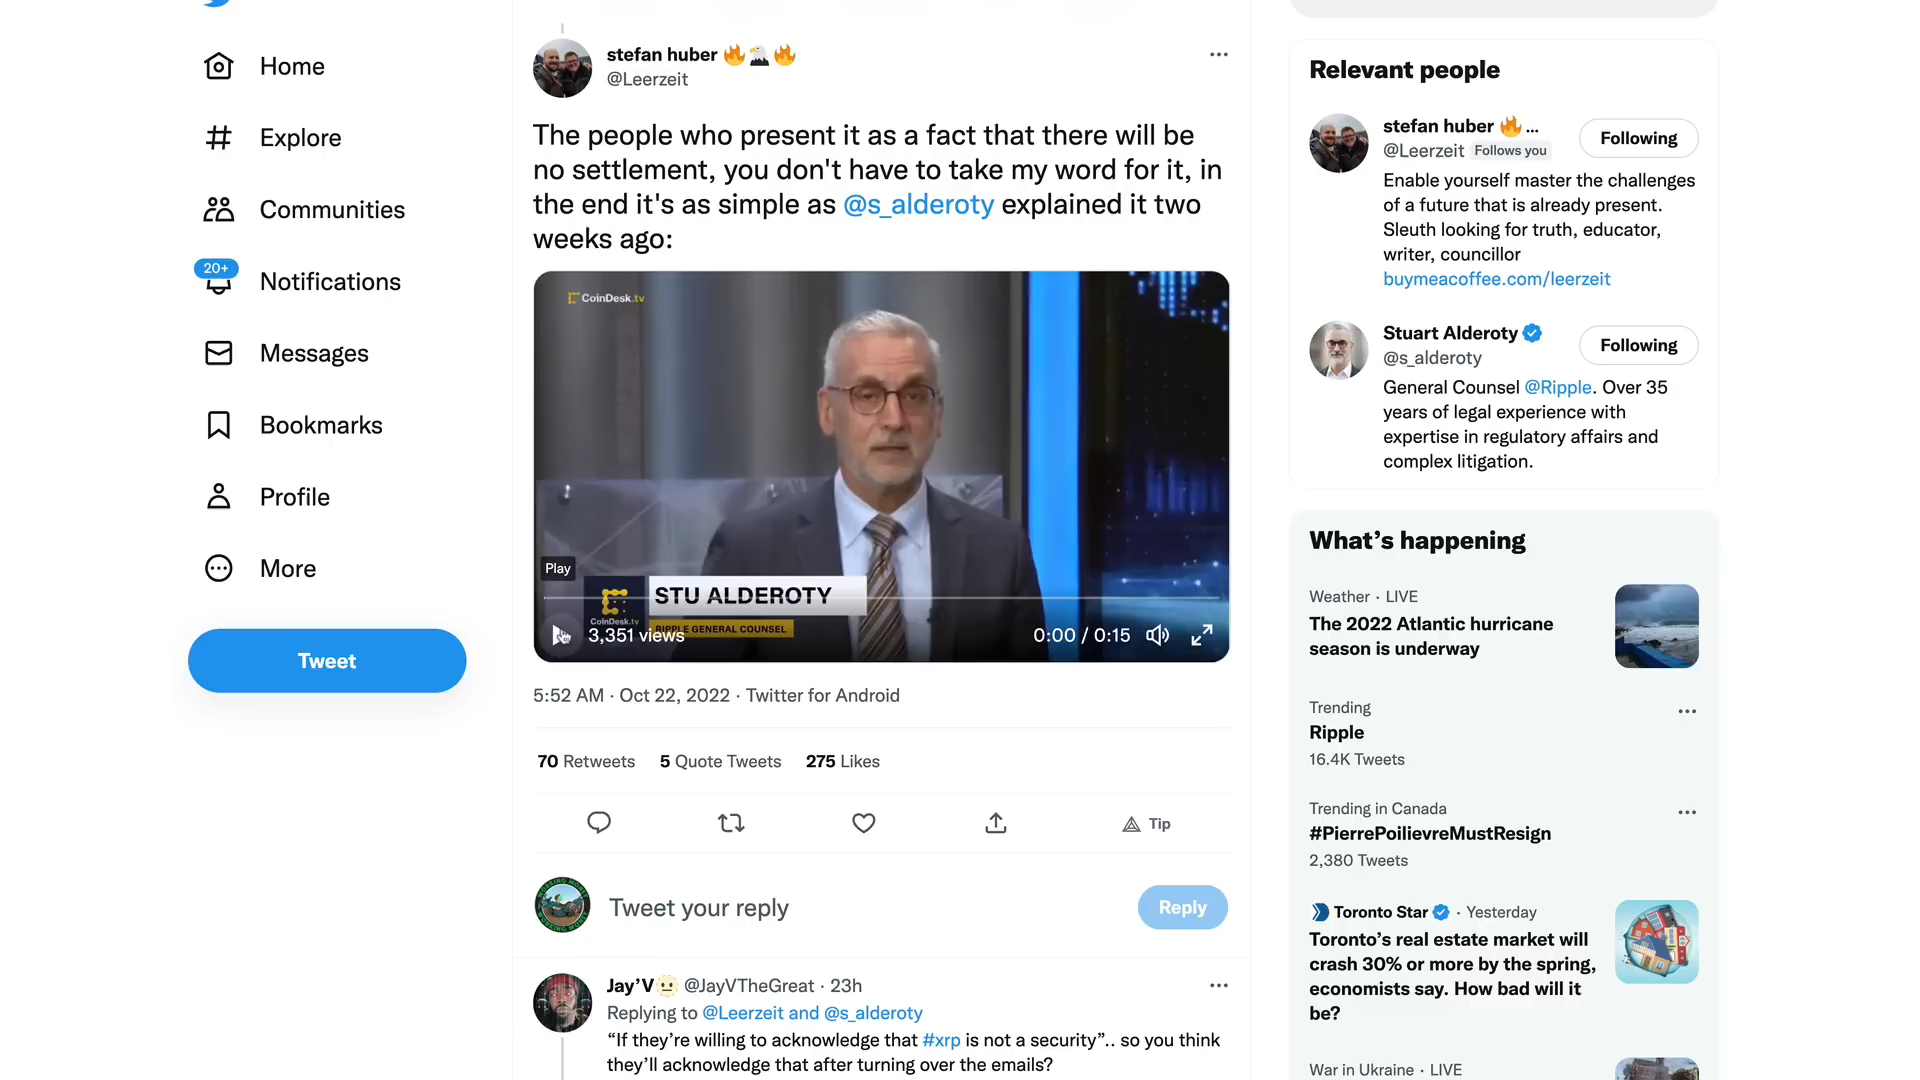 Home
Explore
Communities
20+
Notifications
Messages
Bookmarks
Profile
More
Tweet
stefan huber
@Leerzeit
The people who present it as a fact that there will be
no settlement, you don't have to take my word for it, in
the end it's as simple as @s_alderoty explained it two
weeks ago:
CoinDesk.tv
Play
STU ALDEROTY
CoinDesk.tv
RIPPLE GENERAL COUNSEL
3,351 views
0:00 / 0:15
5:52 AM · Oct 22, 2022 · Twitter for Android
70 Retweets 5 Quote Tweets 275 Likes
Tip
Tweet your reply
Reply
Jay’V @JayVTheGreat · 23h
Replying to @Leerzeit and @s_alderoty
“If they’re willing to acknowledge that #xrp is not a security”.. so you think
they’ll acknowledge that after turning over the emails?
Relevant people
stefan huber ...
@Leerzeit Follows you
Following
Enable yourself master the challenges
of a future that is already present.
Sleuth looking for truth, educator,
writer, councillor
buymeacoffee.com/leerzeit
Stuart Alderoty
@s_alderoty
Following
General Counsel @Ripple. Over 35
years of legal experience with
expertise in regulatory affairs and
complex litigation.
What’s happening
Weather · LIVE
The 2022 Atlantic hurricane
season is underway
Trending
Ripple
16.4K Tweets
Trending in Canada
#PierrePoilievreMustResign
2,380 Tweets
Toronto Star · Yesterday
Toronto’s real estate market will
crash 30% or more by the spring,
economists say. How bad will it
be?
War in Ukraine · LIVE